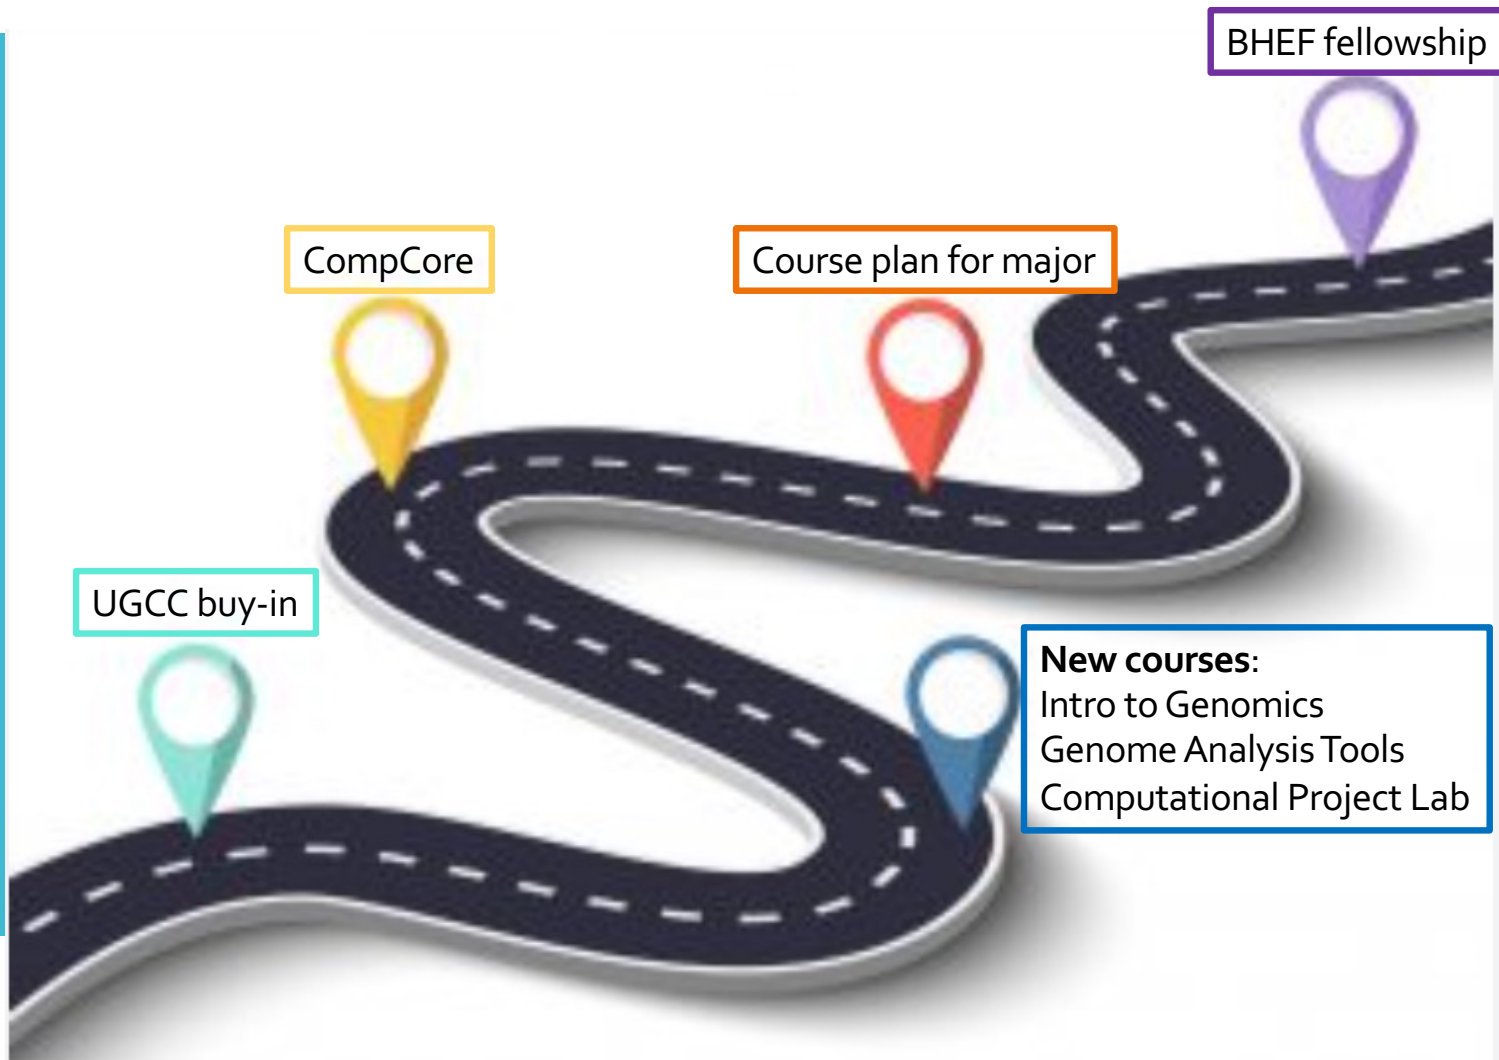 BHEF fellowship
CompCore
Course plan for major
UGCC buy-in
New courses:
Intro to Genomics
Genome Analysis Tools
Computational Project Lab